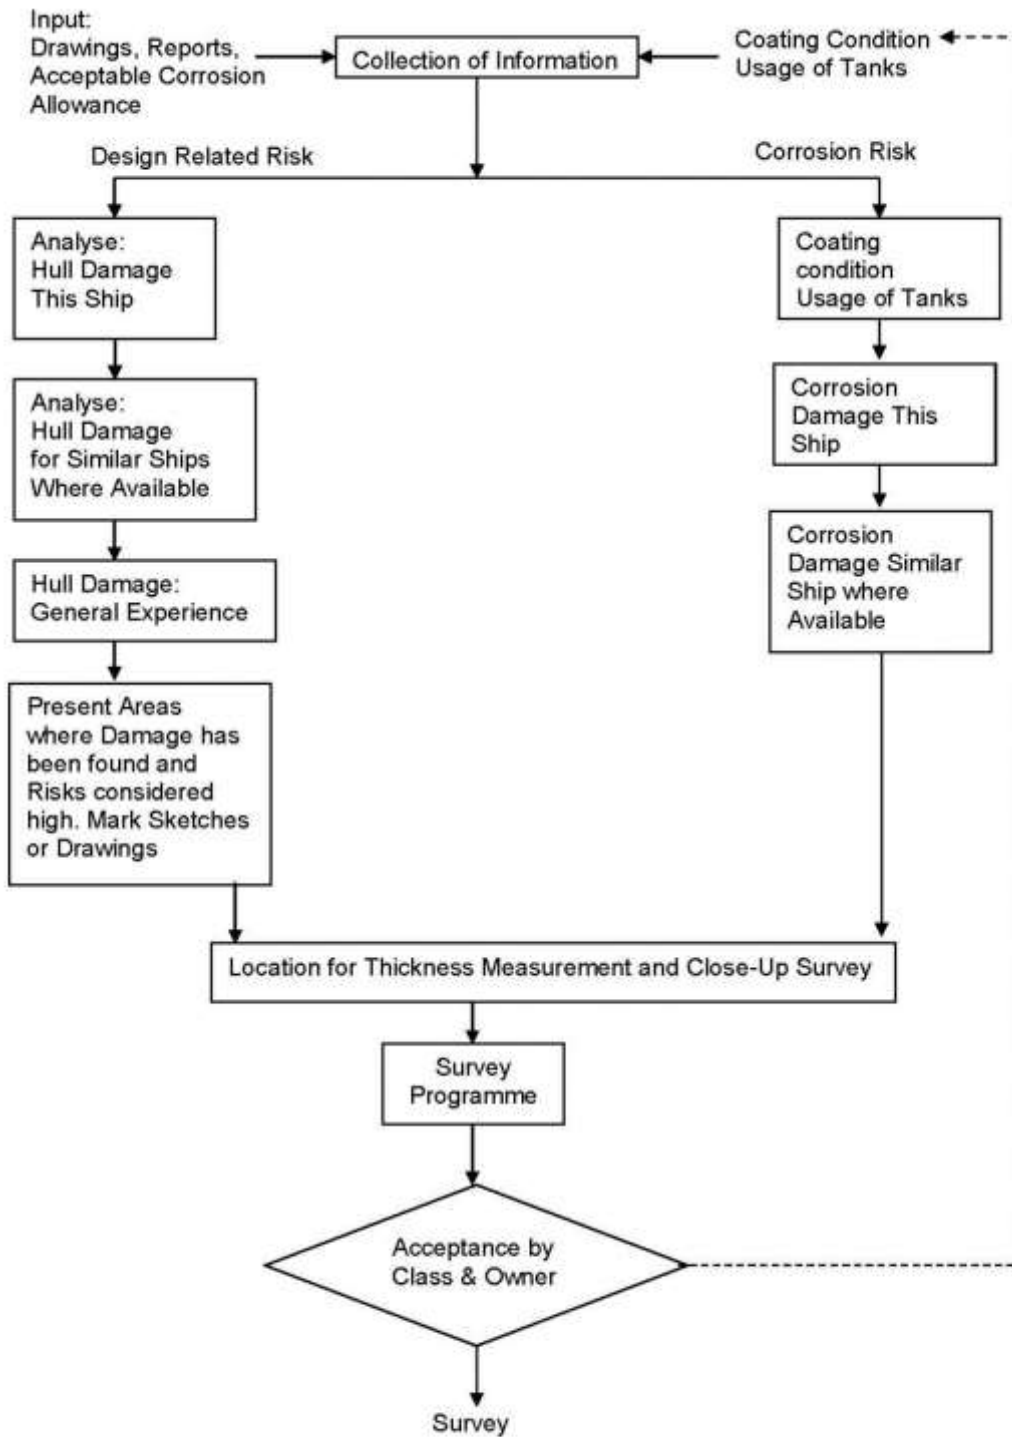 Input:
Drawings, Reports,
Acceptable Corrosion
Allowance
Collection of Information
Coating Condition
Usage of Tanks
Design Related Risk
Corrosion Risk
Analyse:
Hull Damage
This Ship
Analyse:
Hull Damage
for Similar Ships
Where Available
Hull Damage:
General Experience
Present Areas
where Damage has
been found and
Risks considered
high. Mark Sketches
or Drawings
Coating
condition
Usage of Tanks
Corrosion
Damage This
Ship
Corrosion
Damage Similar
Ship where
Available
Location for Thickness Measurement and Close-Up Survey
Survey
Programme
Acceptance by
Class & Owner
Survey